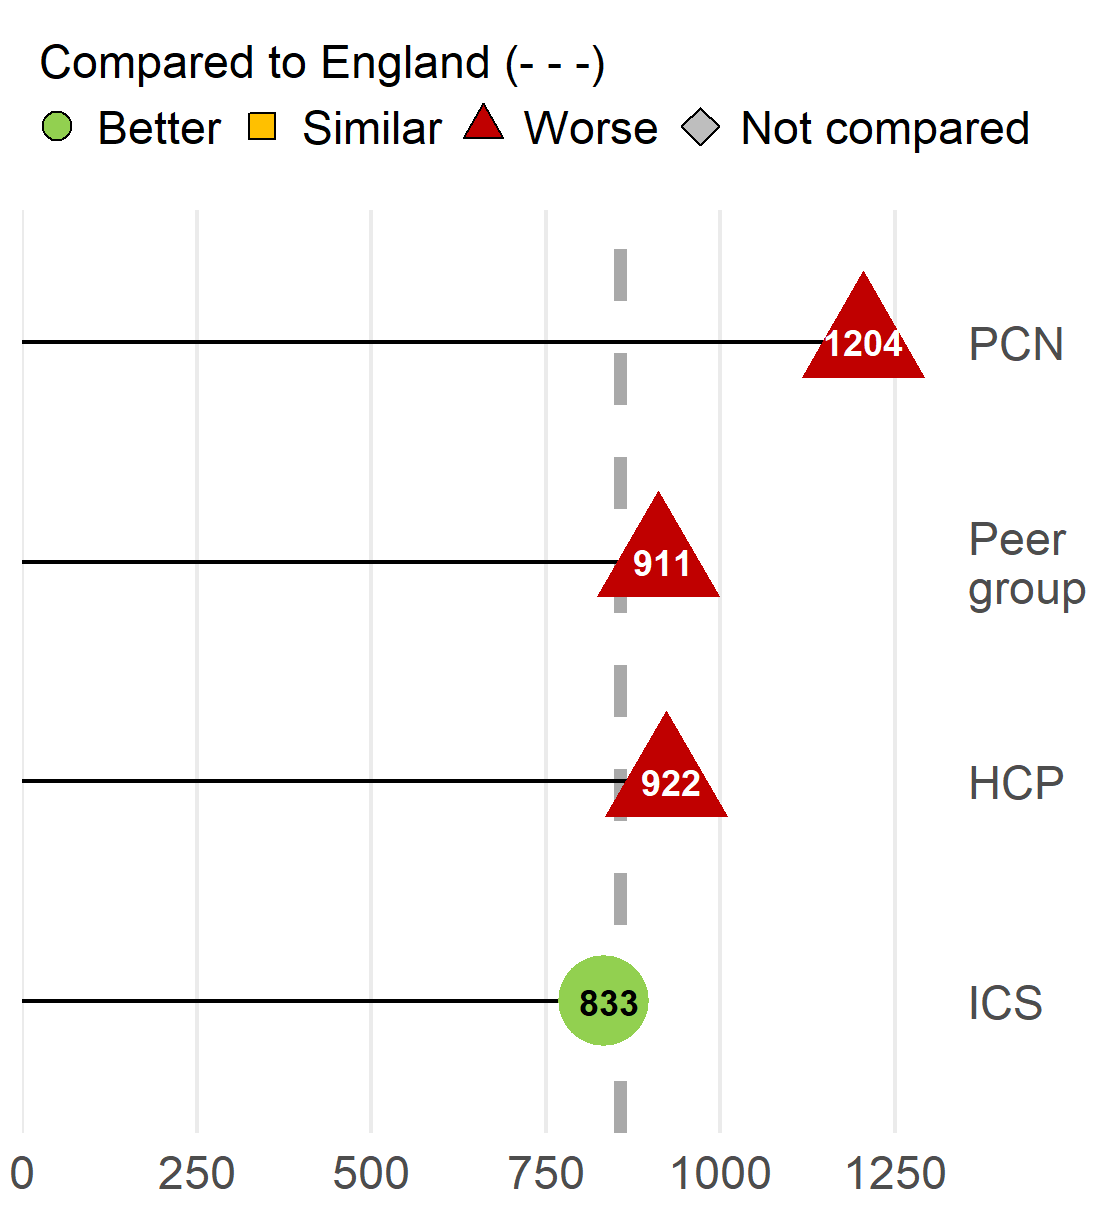 Compared to England (- - -)
Better Similar Worse Not compared
1204 PCN
Peer
911
group
922 HCP
833 ICS
0 250 500 750 1000 1250